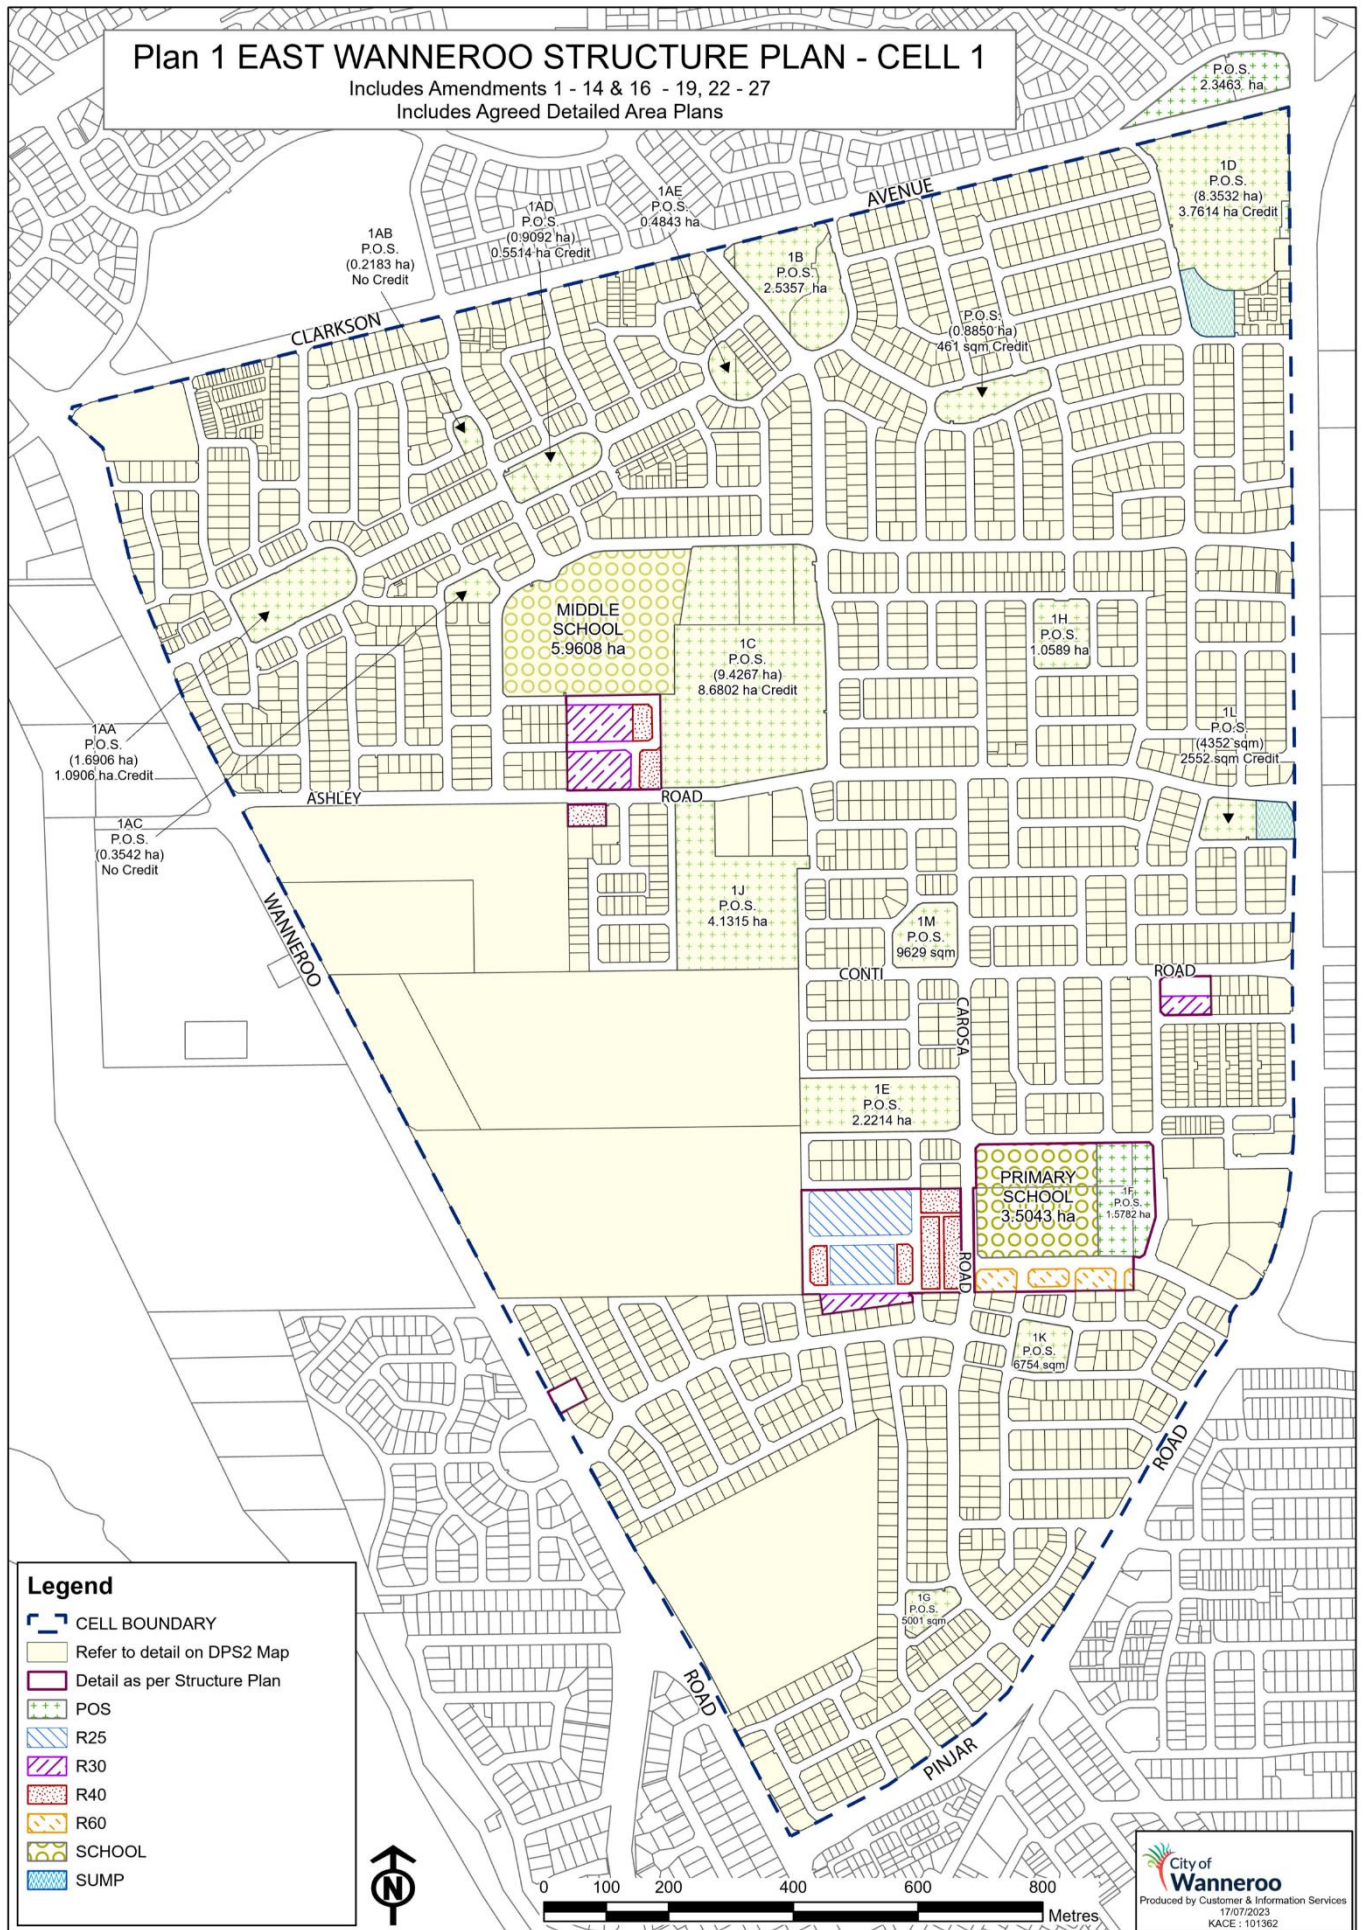 Plan 1 EAST WANNEROO STRUCTURE PLAN - CELL 1
Includes Amendments 1 - 14 & 16 - 19, 22 - 27
Includes Agreed Detailed Area Plans
P.O.S.
2.3463 ha
1D
P.O.S.
(8.3532 ha)
3.7614 ha Credit
AVENUE
1AE
P.O.S.
0.4843 ha
1AD
P.O.S.
(0.9092 ha)
0.5514 ha Credit
1AB
P.O.S.
(0.2183 ha)
No Credit
1B
P.O.S.
2.5357 ha
CLARKSON
P.O.S.
(0.8850 ha)
461 sqm Credit
MIDDLE
SCHOOL
5.9608 ha
1C
P.O.S.
(9.4267 ha)
8.6802 ha Credit
1H
P.O.S.
1.0589 ha
1L
P.O.S.
(4352 sqm)
2552 sqm Credit
1AA
P.O.S.
(1.6906 ha)
1.0906 ha Credit
ASHLEY
ROAD
1AC
P.O.S.
(0.3542 ha)
No Credit
1J
P.O.S.
4.1315 ha
WANNEROO
1M
P.O.S.
9629 sqm
CONTI
ROAD
CAROSA
1E
P.O.S.
2.2214 ha
PRIMARY
SCHOOL
3.5043 ha
1F
P.O.S.
1.5782 ha
ROAD
1K
P.O.S.
6754 sqm
ROAD
1G
P.O.S.
5001 sqm
ROAD
PINJAR
Legend
CELL BOUNDARY
Refer to detail on DPS2 Map
Detail as per Structure Plan
POS
R25
R30
R40
R60
SCHOOL
SUMP
N
0 100 200 400 600 800
Metres
City of
Wanneroo
Produced by Customer & Information Services
17/07/2023
KACE : 101362